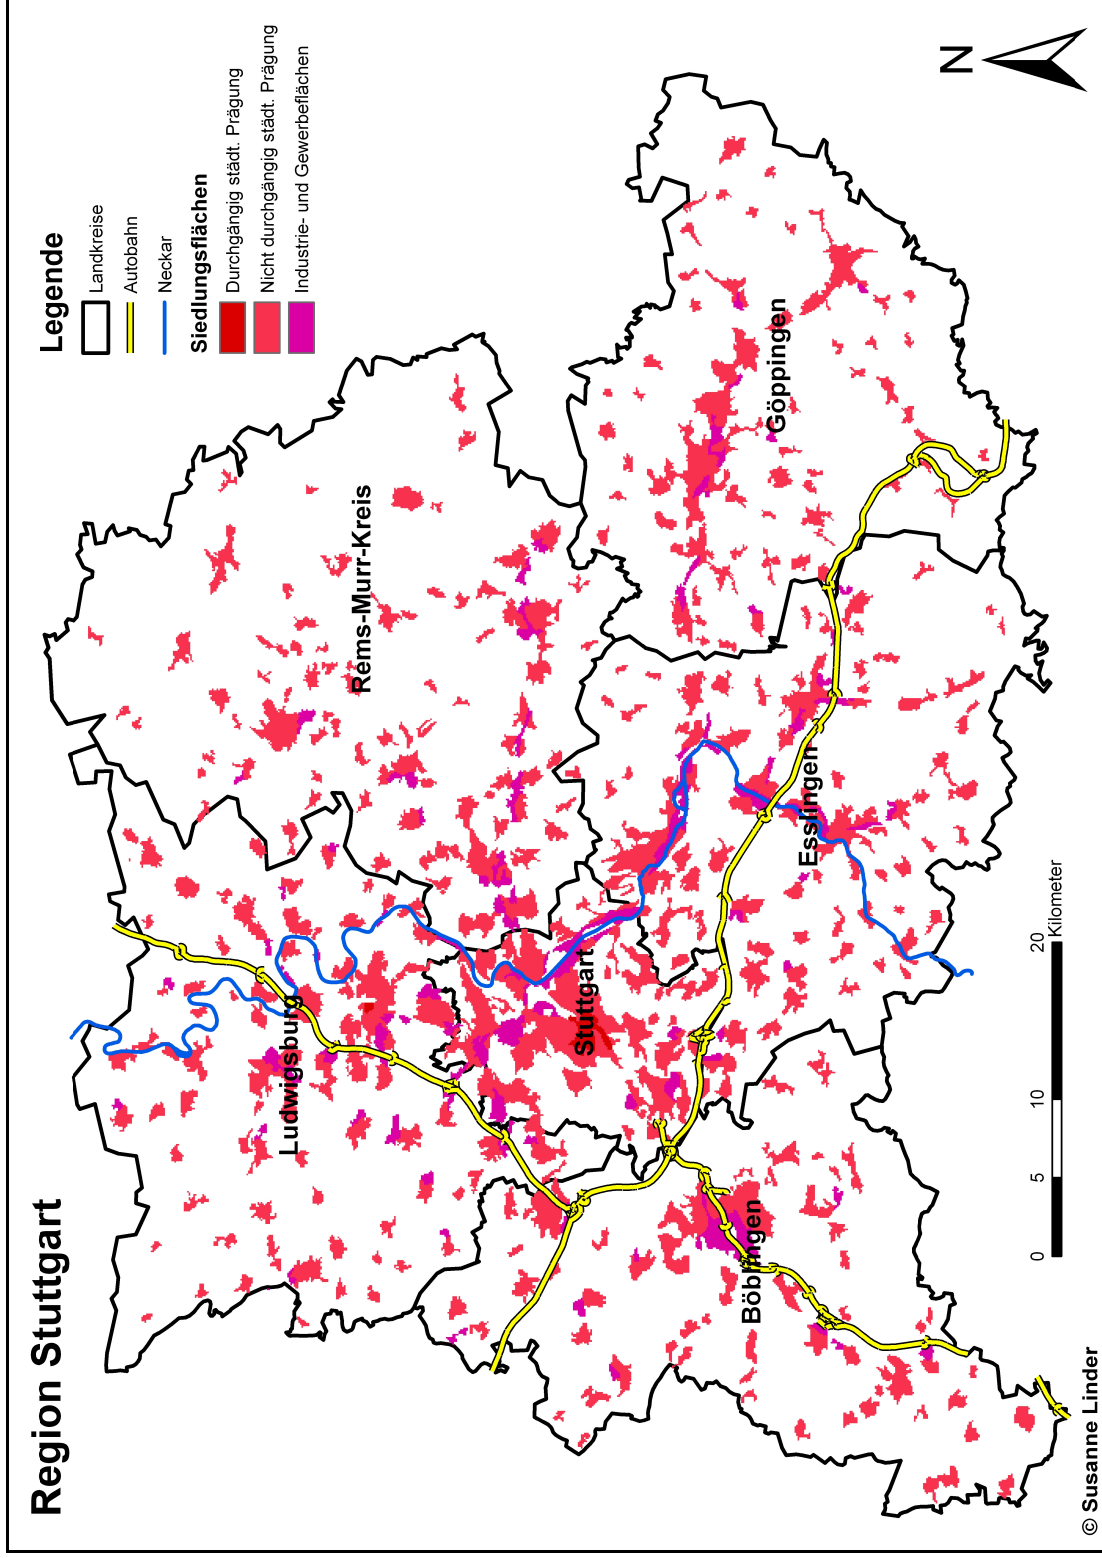 Region Stuttgart
Legende
Landkreise
Autobahn
Neckar
Siedlungsflächen
Durchgängig städt. Prägung
Nicht durchgängig städt. Prägung
Industrie- und Gewerbeflächen
Ludwigsburg
Rems-Murr-Kreis
Stuttgart
Böblingen
Esslingen
Göppingen
N
0 5 10 20
Kilometer
© Susanne Linder